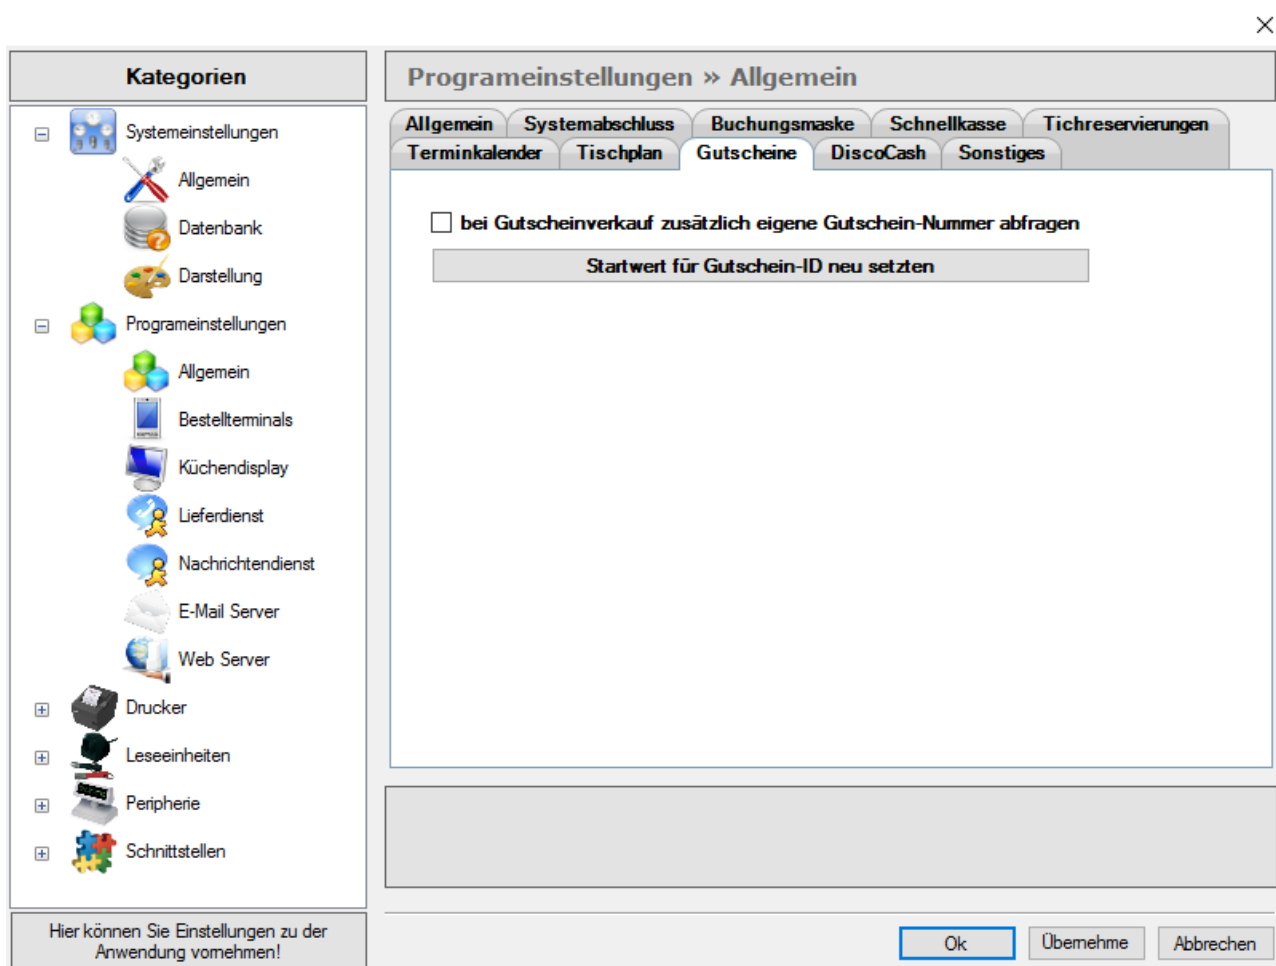 Kategorien
Systemeinstellungen
Allgemein
Datenbank
Darstellung
Programeinstellungen
Allgemein
Bestellterminals
Küchendisplay
Lieferdienst
Nachrichtendienst
E-Mail Server
Web Server
Drucker
Leseeinheiten
Peripherie
Schnittstellen
Hier können Sie Einstellungen zu der
Anwendung vornehmen!
Programeinstellungen » Allgemein
Allgemein Systemabschluss Buchungsmaske Schnellkasse Tichreservierungen
Terminkalender Tischplan Gutscheine DiscoCash Sonstiges
bei Gutscheinverkauf zusätzlich eigene Gutschein-Nummer abfragen
Startwert für Gutschein-ID neu setzten
Ok Übernehme Abbrechen